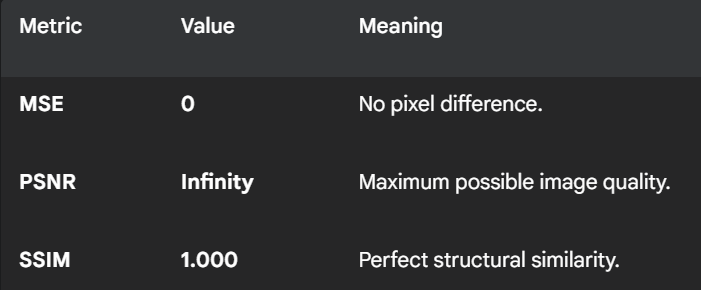 Metric Value Meaning
MSE 0 No pixel difference.
PSNR Infinity Maximum possible image quality.
SSIM 1.000 Perfect structural similarity.